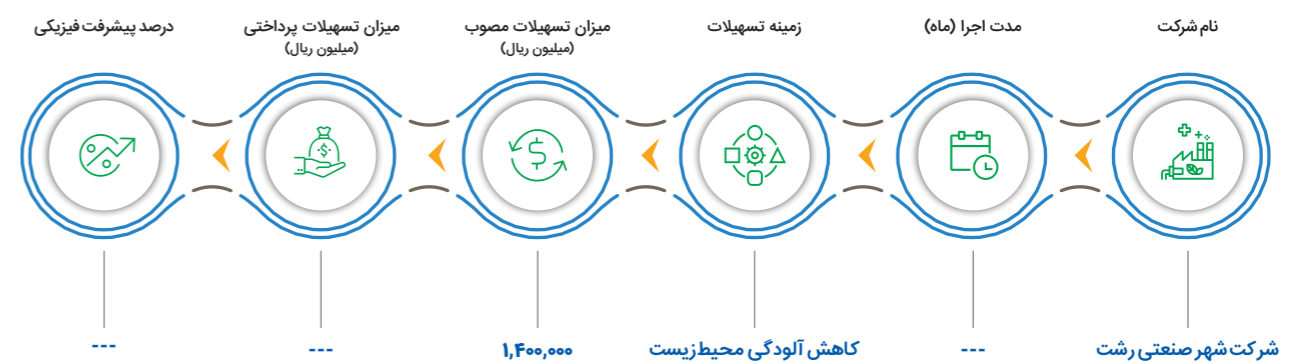 نام شرکت
مدت اجرا (ماه)
زمینه تسهیلات
میزان تسهیلات مصوب
(میلیون ریال)
میزان تسهیلات پرداختی
(میلیون ریال)
درصد پیشرفت فیزیکی
شرکت شهر صنعتی رشت
---
کاهش آلودگی محیط‌زیست
۱,۴۰۰,۰۰۰
---
---